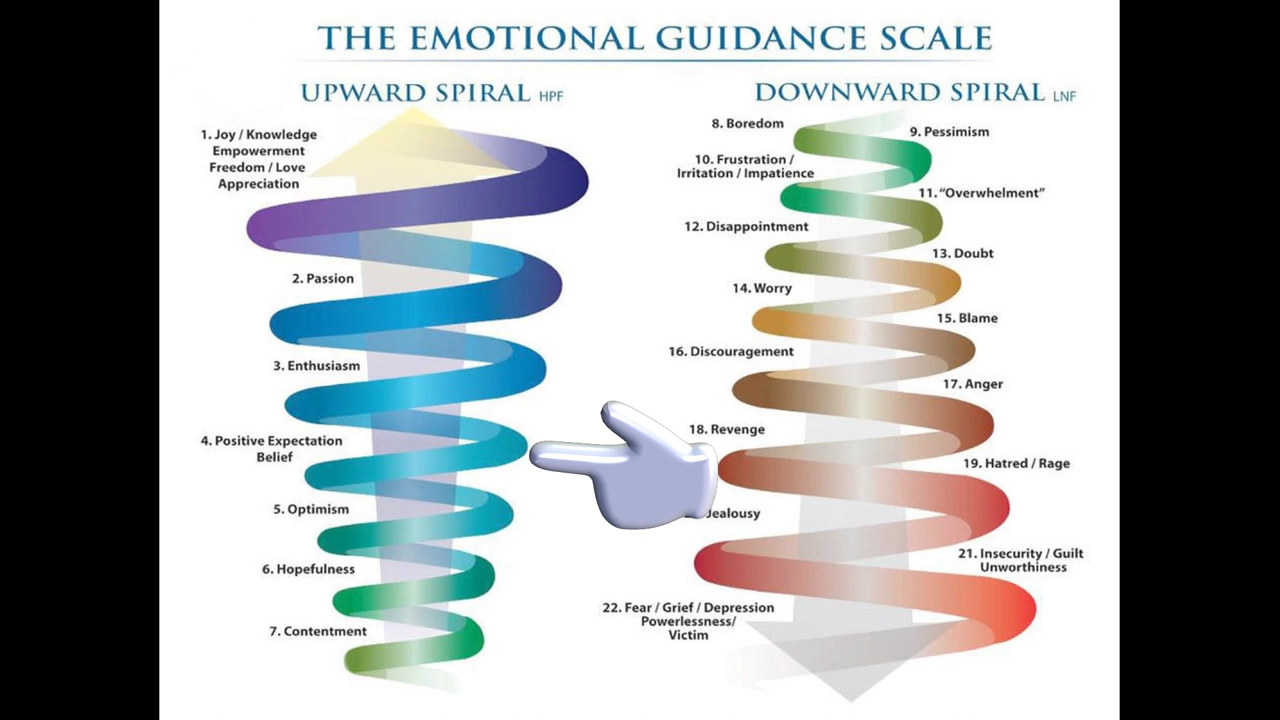 THE EMOTIONAL GUIDANCE SCALE
UPWARD SPIRAL HPF
1. Joy / Knowledge
Empowerment
Freedom / Love
Appreciation
2. Passion
3. Enthusiasm
4. Positive Expectation
Belief
5. Optimism
6. Hopefulness
7. Contentment
DOWNWARD SPIRAL LNF
8. Boredom
9. Pessimism
10. Frustration /
Irritation / Impatience
11. “Overwhelment”
12. Disappointment
13. Doubt
14. Worry
15. Blame
16. Discouragement
17. Anger
18. Revenge
19. Hatred / Rage
Jealousy
21. Insecurity / Guilt
Unworthiness
22. Fear / Grief / Depression
Powerlessness/
Victim